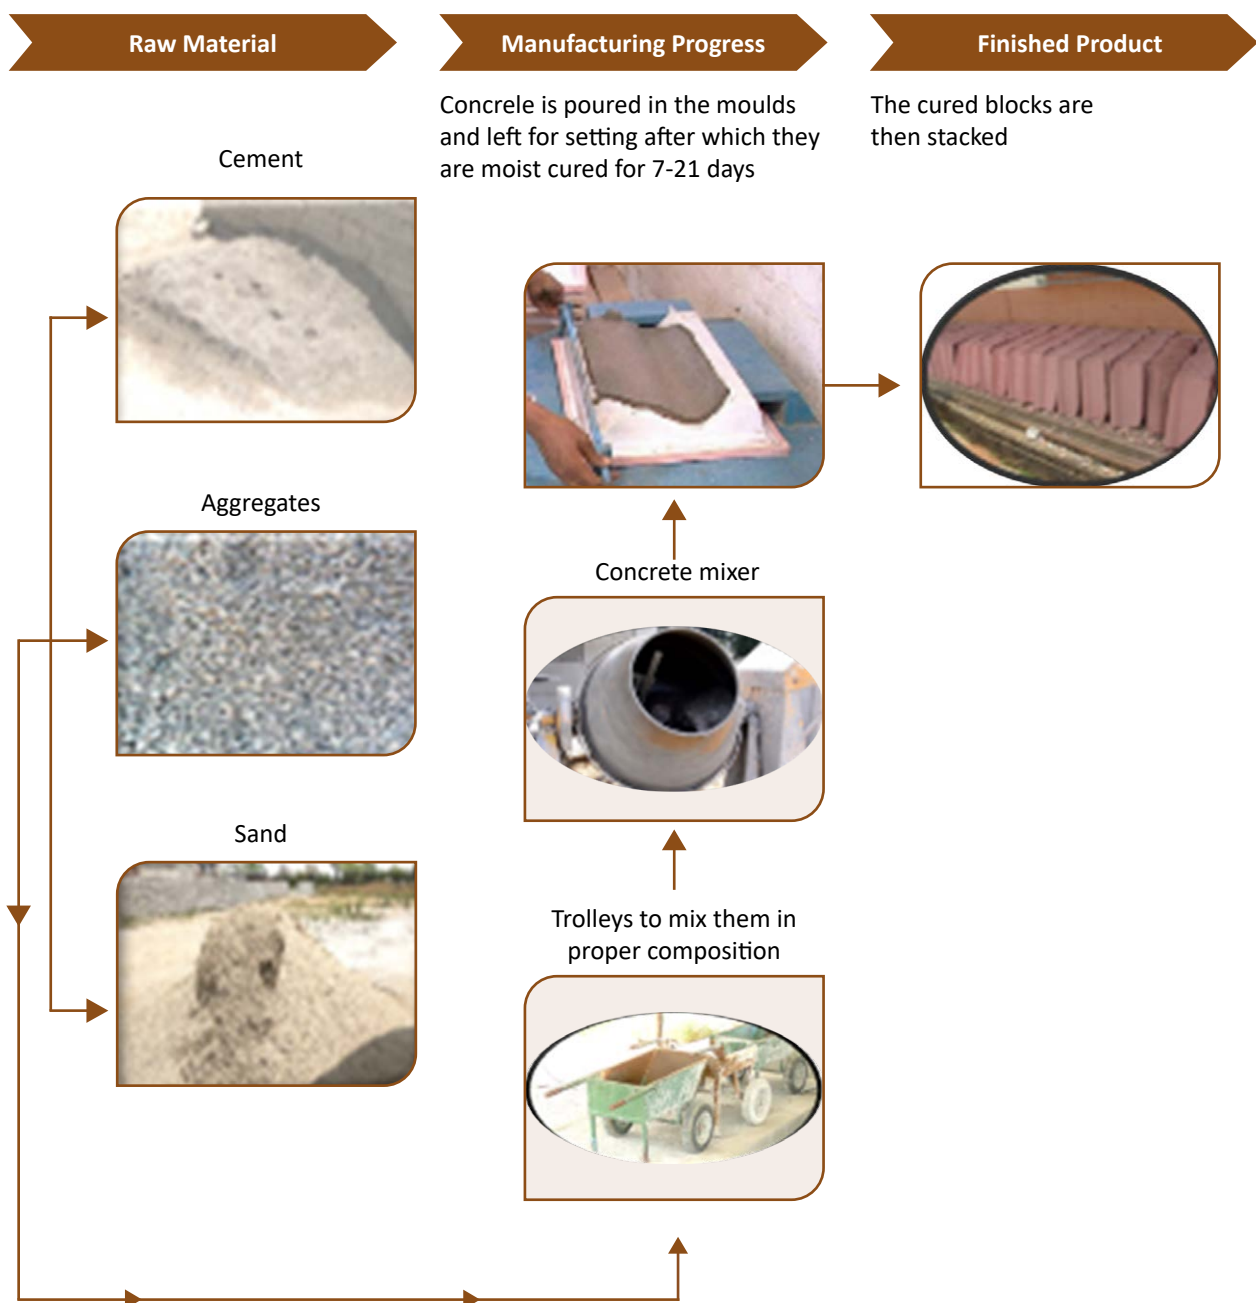 Raw Material
Manufacturing Progress
Finished Product
Concrele is poured in the moulds
and left for setting after which they
are moist cured for 7-21 days
The cured blocks are
then stacked
Cement
Aggregates
Concrete mixer
Sand
Trolleys to mix them in
proper composition